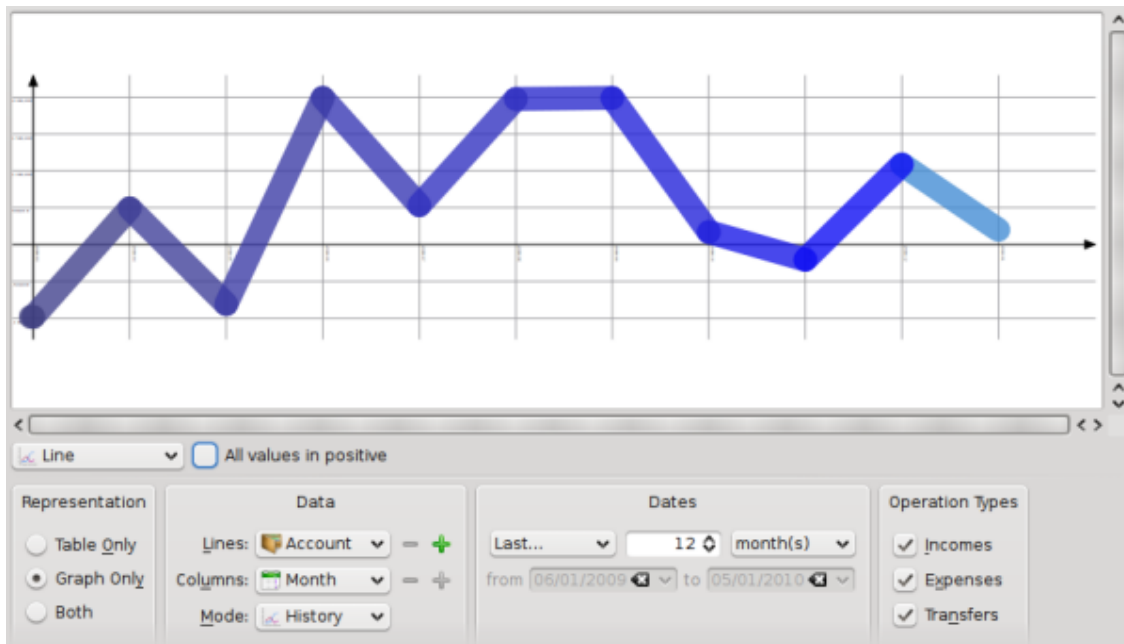 Line
All values in positive
Representation
Data
Dates
Operation Types
Table Only
Lines: Account
Last... 12 month(s)
Incomes
Graph Only
Columns: Month
from 06/01/2009 to 05/01/2010
Expenses
Both
Mode: History
Transfers